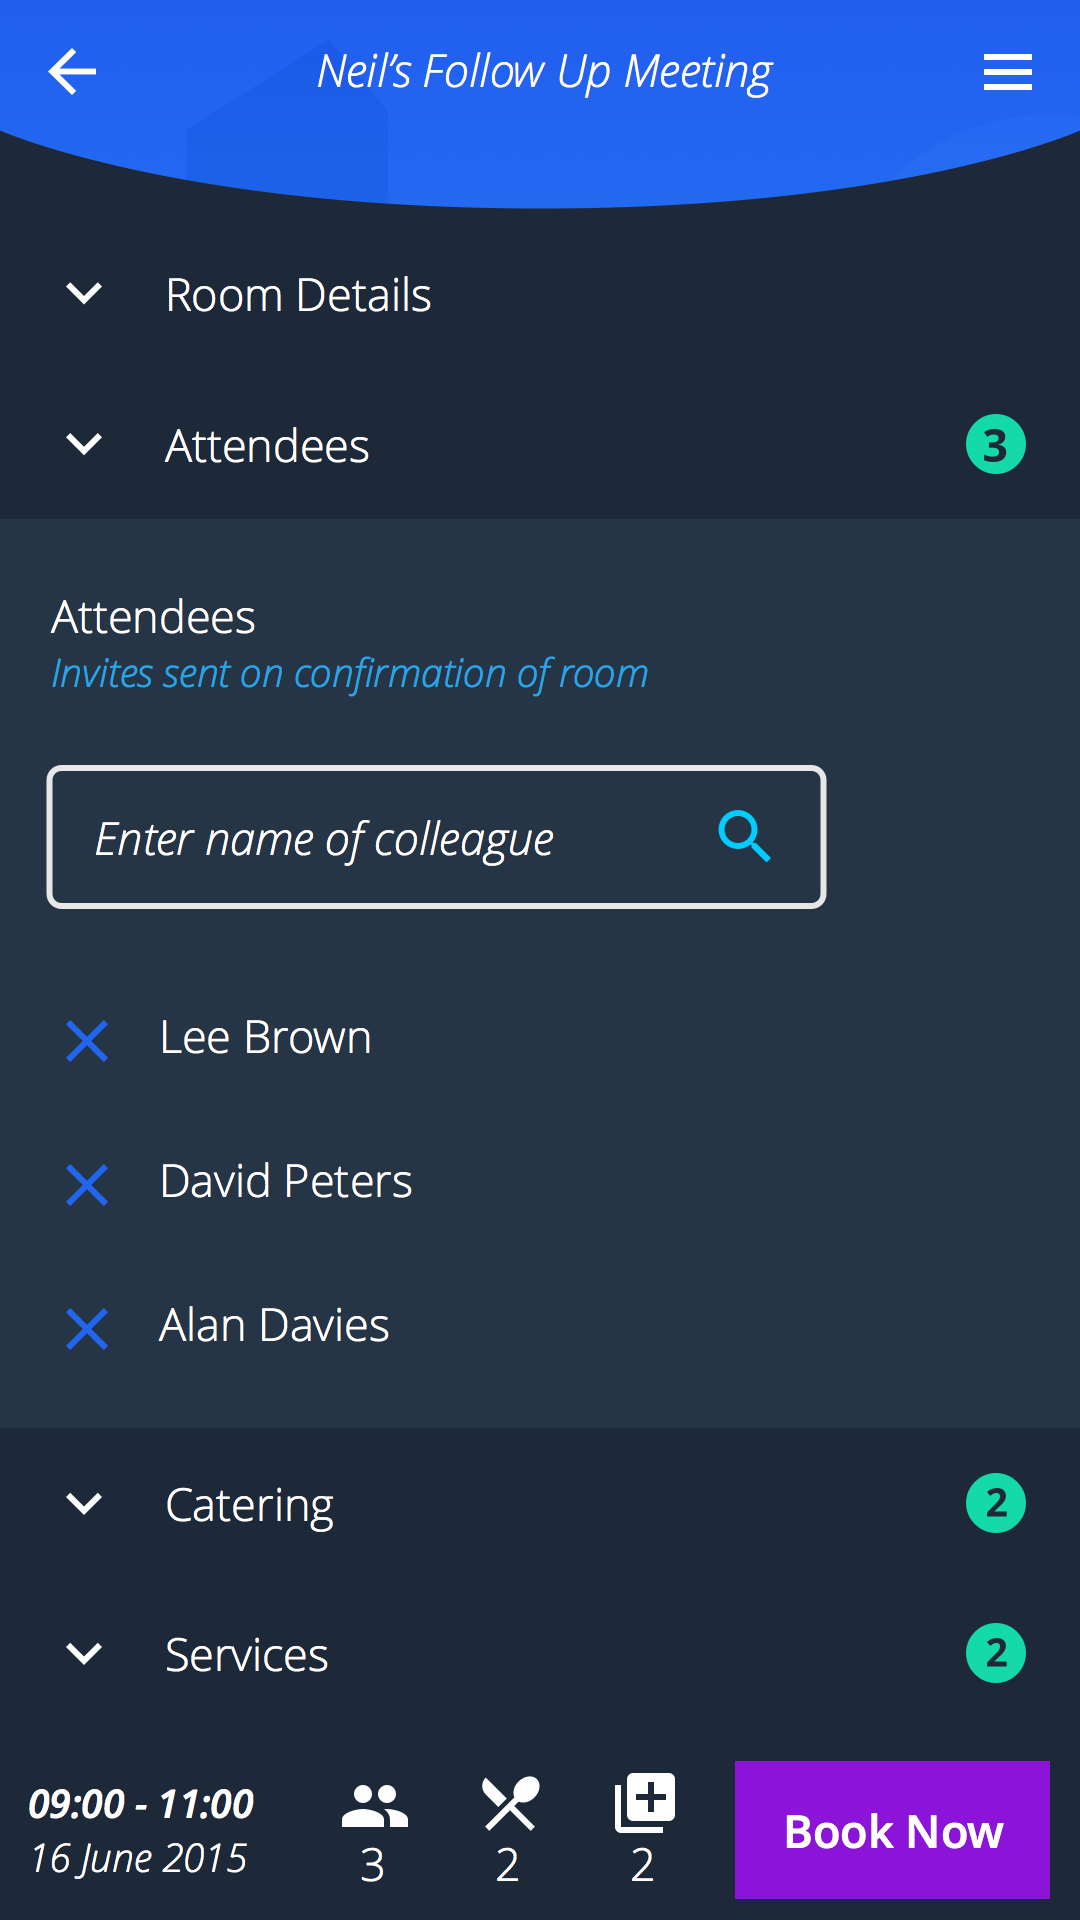 Neil’s Follow Up Meeting
Room Details
Attendees 3
Attendees
Invites sent on confirmation of room
Enter name of colleague
Lee Brown
David Peters
Alan Davies
Catering 2
Services 2
09:00 - 11:00
16 June 2015
3 2 2
Book Now